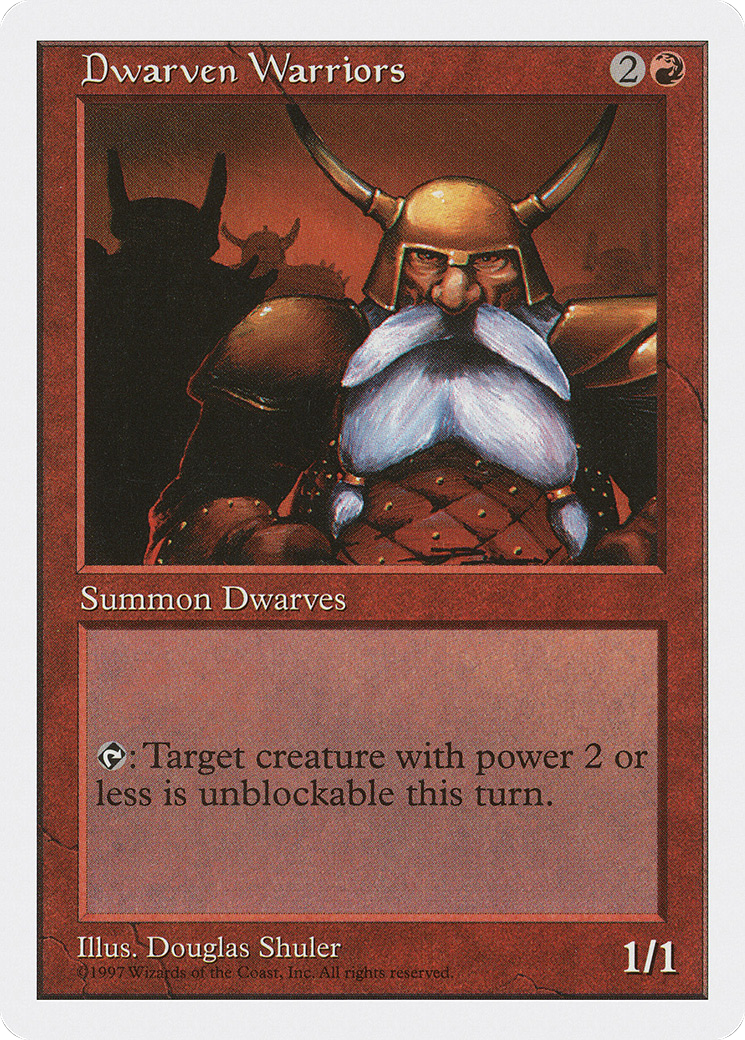 Dwarven Warriors
2
Summon Dwarves
: Target creature with power 2 or
less is unblockable this turn.
Illus. Douglas Shuler
©1997 Wizards of the Coast, Inc. All rights reserved.
1/1